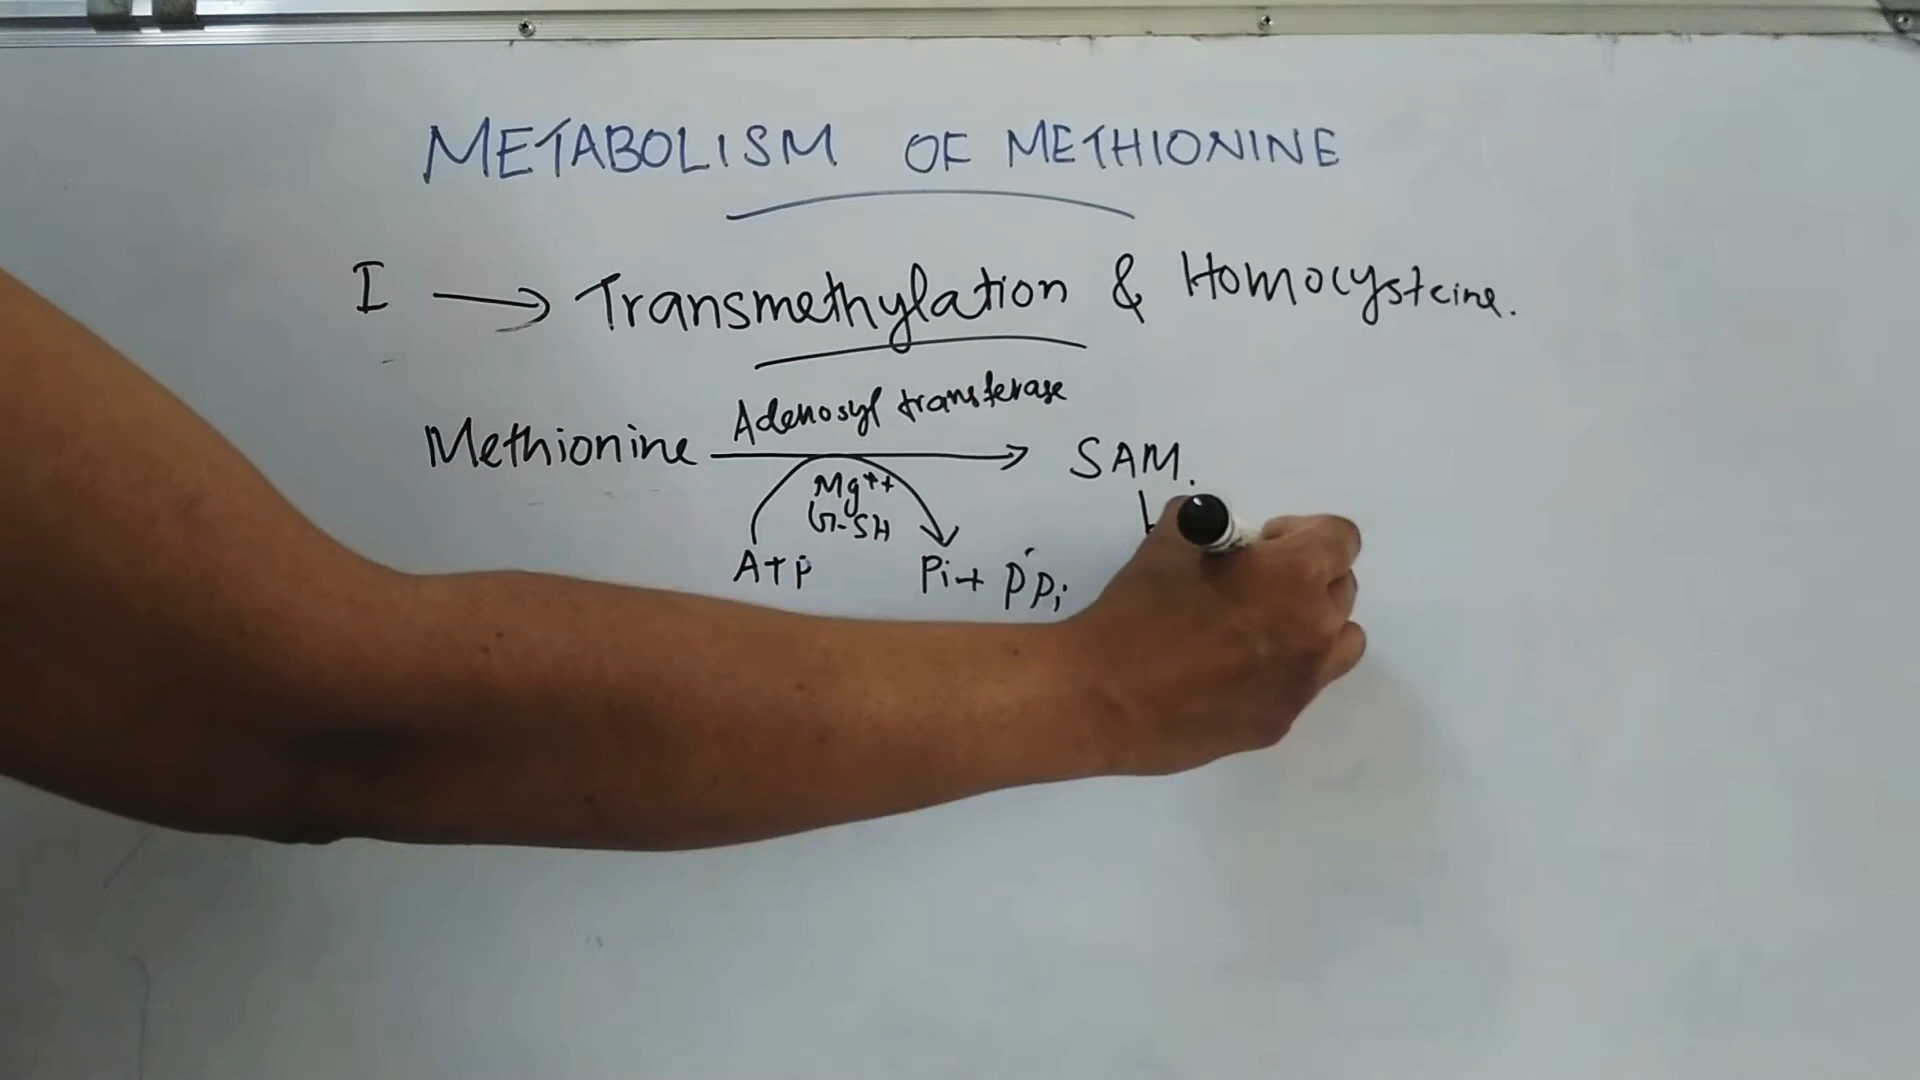 METABOLISM OF METHIONINE
I → Transmethylation & Homocysteine.
Adenosyl transferase
Methionine → SAM.
Mg++
G-SH
ATP Pi+ PPi